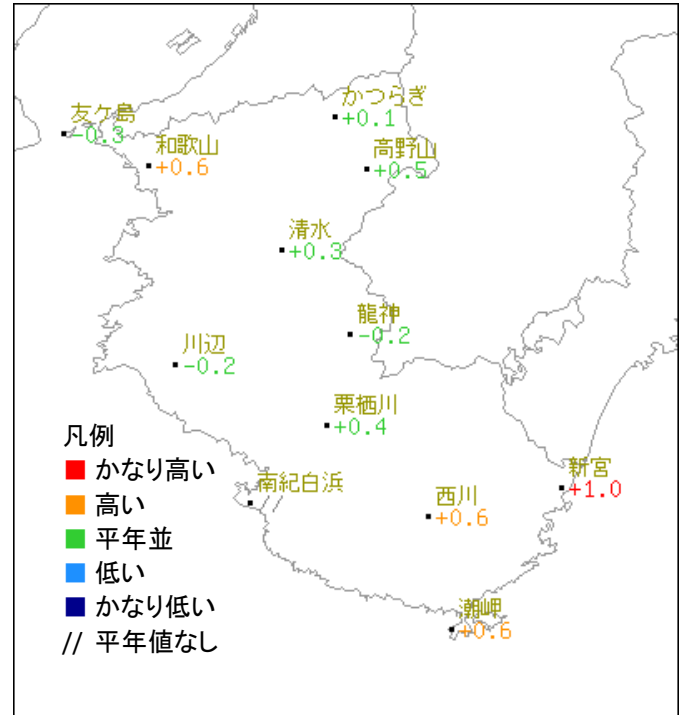 かつらぎ
+0.1
友ケ島
-0.3
和歌山
+0.6
高野山
+0.5
清水
+0.3
龍神
-0.2
川辺
-0.2
栗栖川
+0.4
凡例
かなり高い
高い
平年並
低い
かなり低い
// 平年値なし
南紀白浜
//
西川
+0.6
新宮
+1.0
潮岬
+0.6